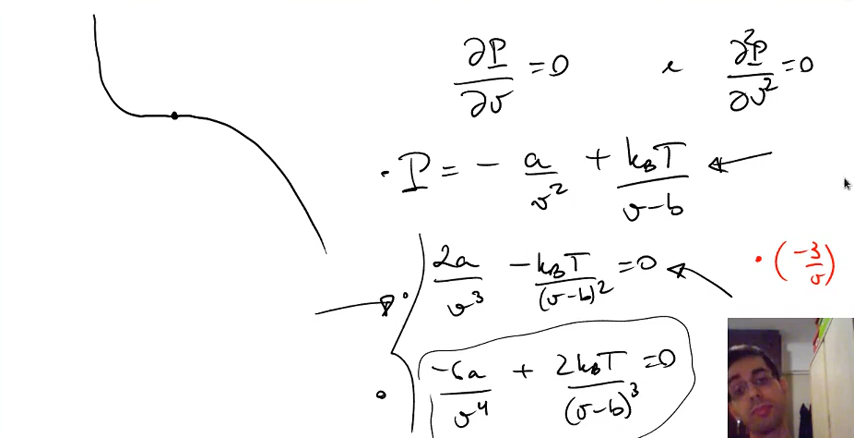 ∂P/∂v = 0 e ∂²P/∂v² = 0
· P = - a/v² + k_BT/(v-b)
· 2a/v³ - k_BT/(v-b)² = 0 · (-3/v)
-6a/v⁴ + 2k_BT/(v-b)³ = 0